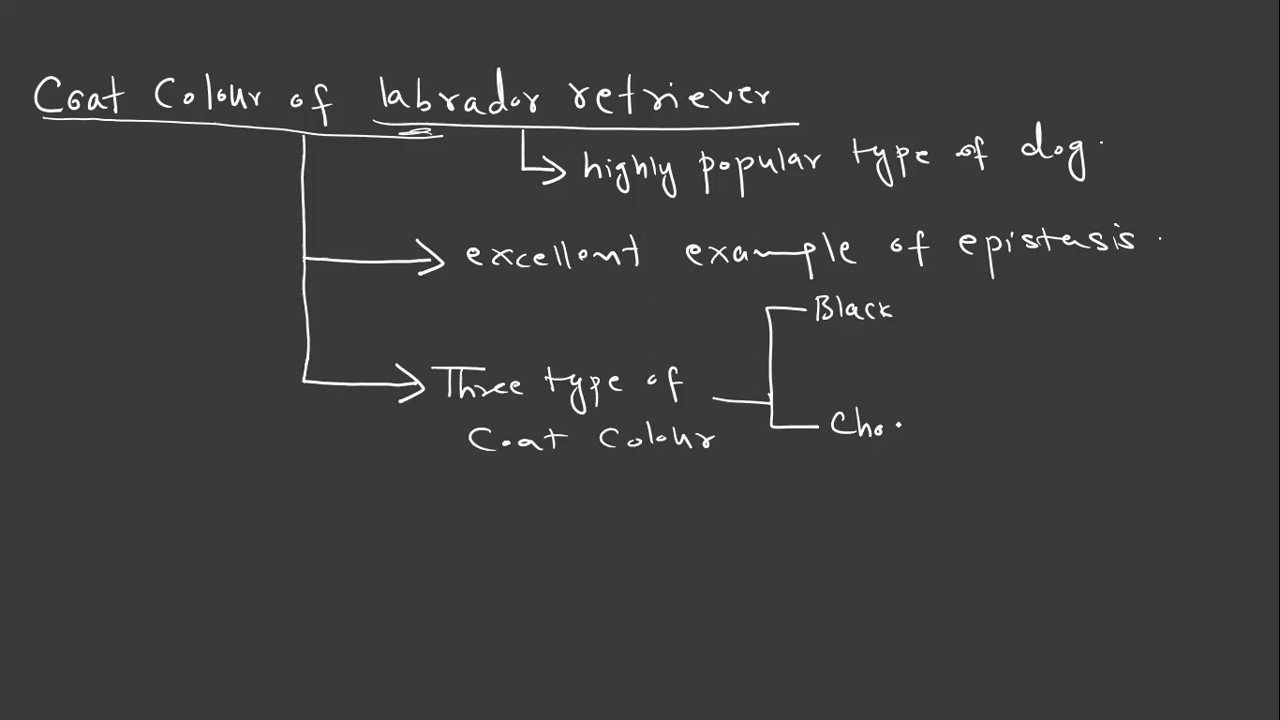 Coat Colour of labrador retriever
highly popular type of dog.
excellent example of epistasis.
Black
Three type of
Cho
Coat Colour